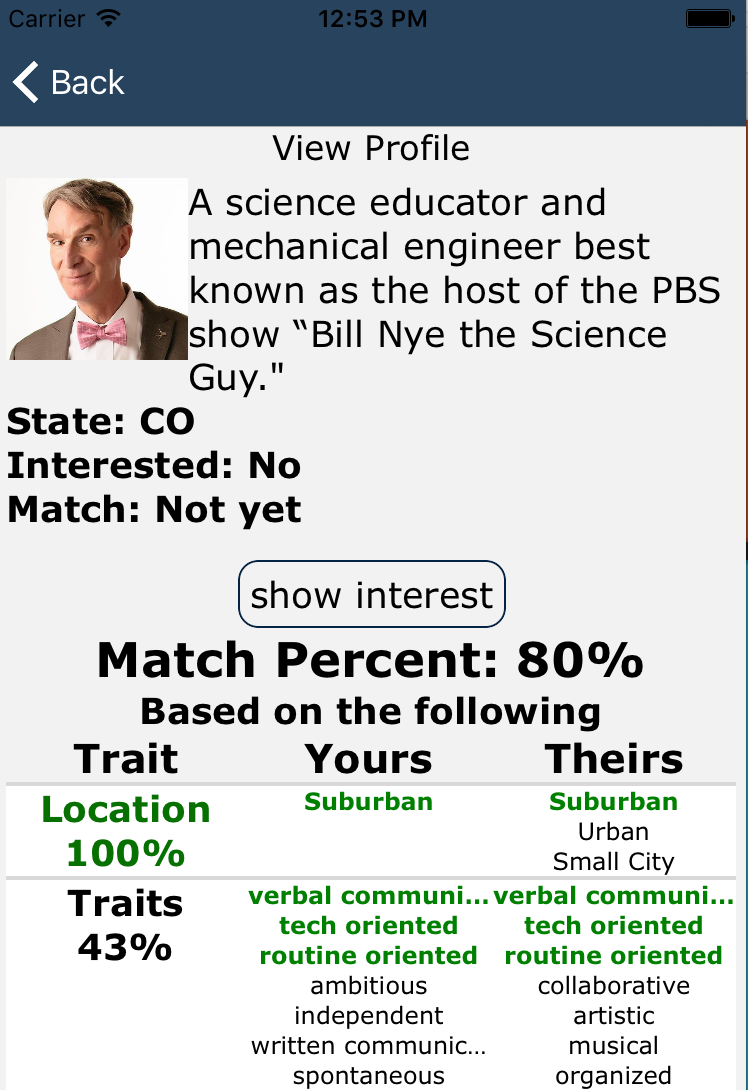 Carrier 12:53 PM
Back
View Profile
A science educator and
mechanical engineer best
known as the host of the PBS
show “Bill Nye the Science
Guy."
State: CO
Interested: No
Match: Not yet
show interest
Match Percent: 80%
Based on the following
Trait Yours Theirs
Location Suburban Suburban
100% Urban
Small City
Traits verbal communi... verbal communi...
43% tech oriented tech oriented
routine oriented routine oriented
ambitious collaborative
independent artistic
written communic... musical
spontaneous organized